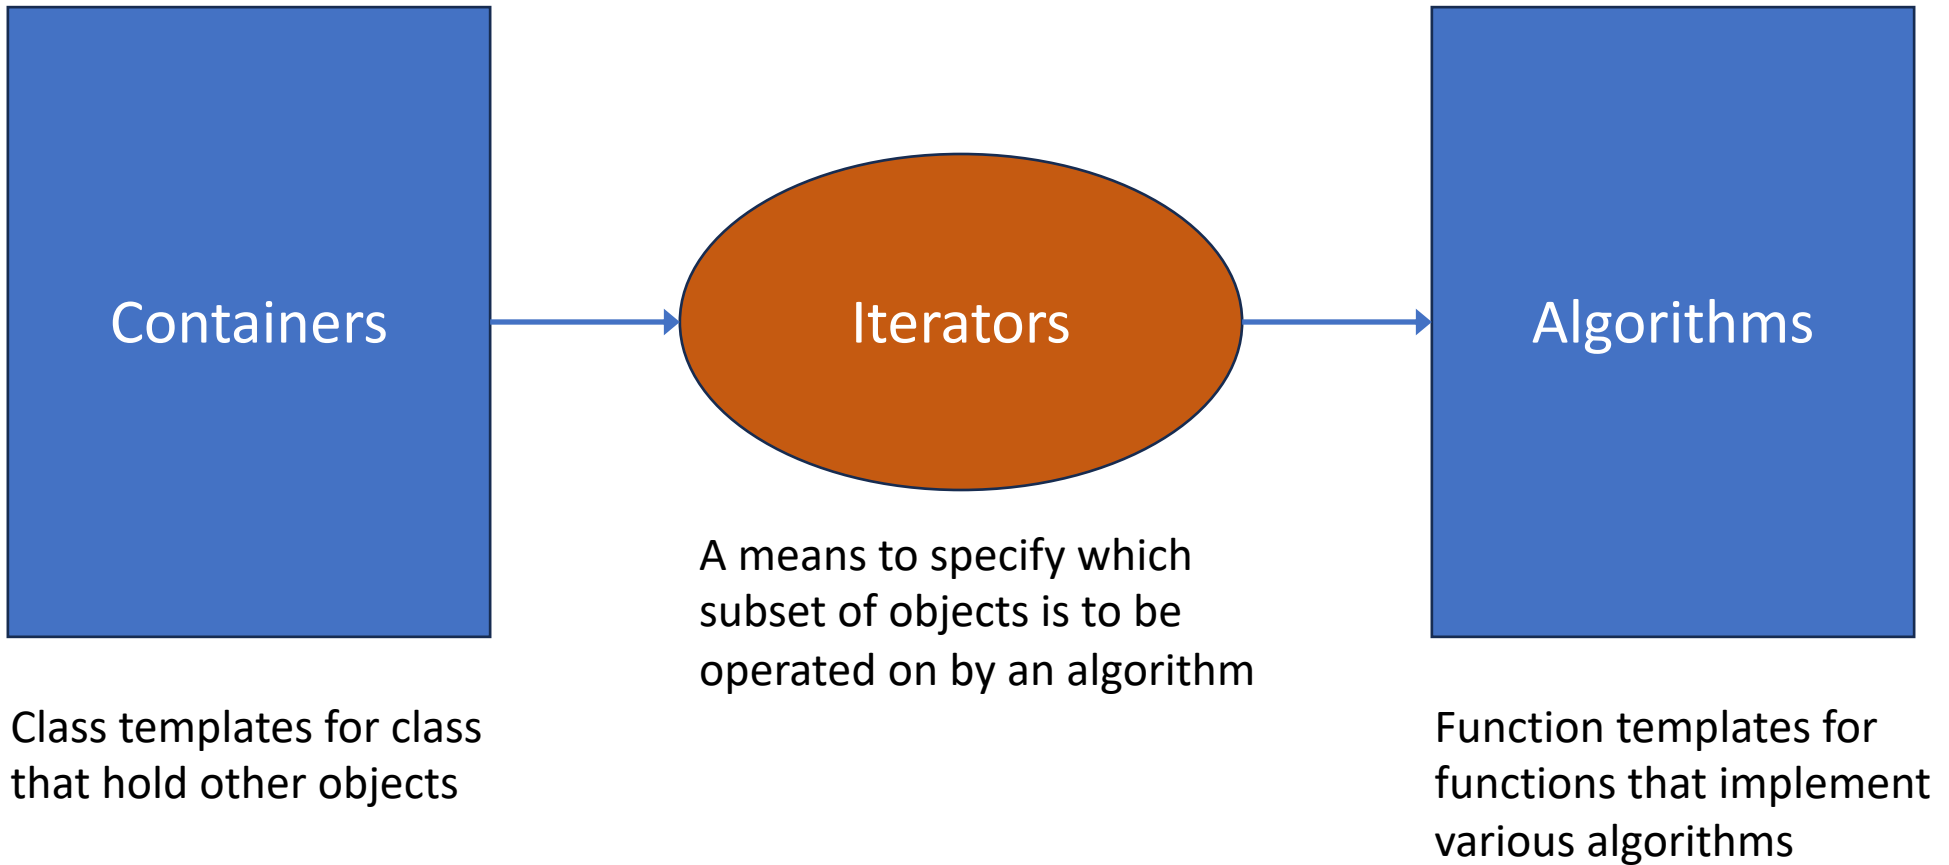 Containers
Iterators
Algorithms
A means to specify which
subset of objects is to be
operated on by an algorithm
Class templates for class
that hold other objects
Function templates for
functions that implement
various algorithms